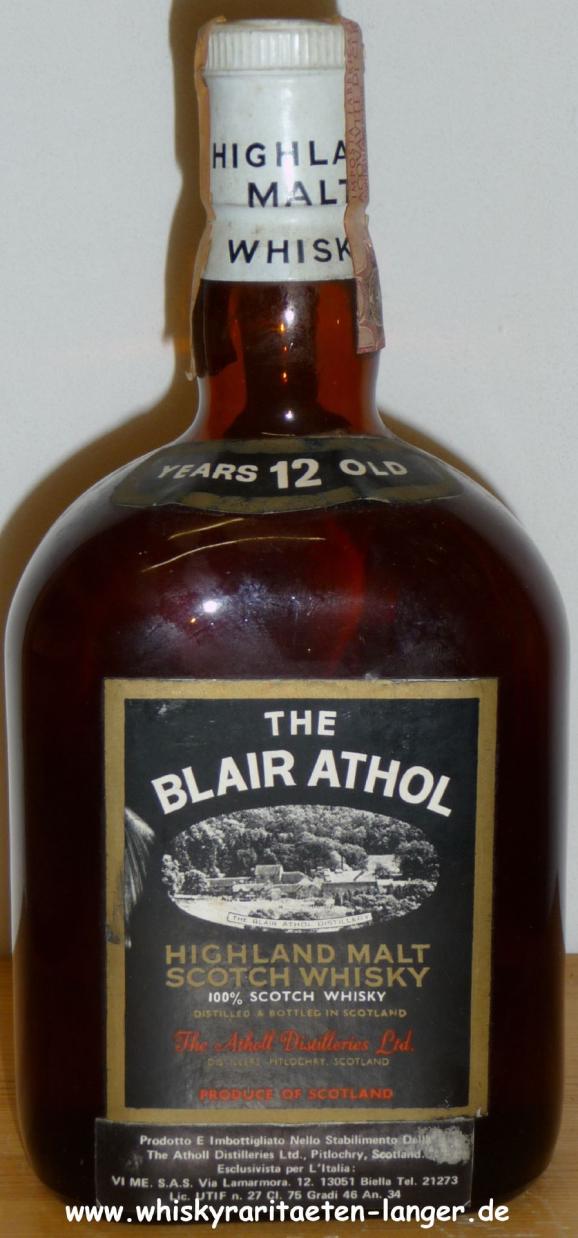 HIGHLA
MALT
WHISK
YEARS 12 OLD
THE
BLAIR ATHOL
THE BLAIR ATHOL DISTILLERY
HIGHLAND MALT
SCOTCH WHISKY
100% SCOTCH WHISKY
DISTILLED & BOTTLED IN SCOTLAND
The Atholl Distilleries Ltd.
DISTILLERS PITLOCHRY, SCOTLAND
PRODUCE OF SCOTLAND
Prodotto E Imbottigliato Nello Stabilimento
The Atholl Distilleries Ltd., Pitlochry, Scotland.
Esclusivista per L'Italia:
VI ME. S.A.S. Via Lamarmora. 12. 13051 Biella Tel. 21273
Lic. UTIF n. 27 Cl. 75 Gradi 46 An. 34
www.whiskyraritaeten-langer.de